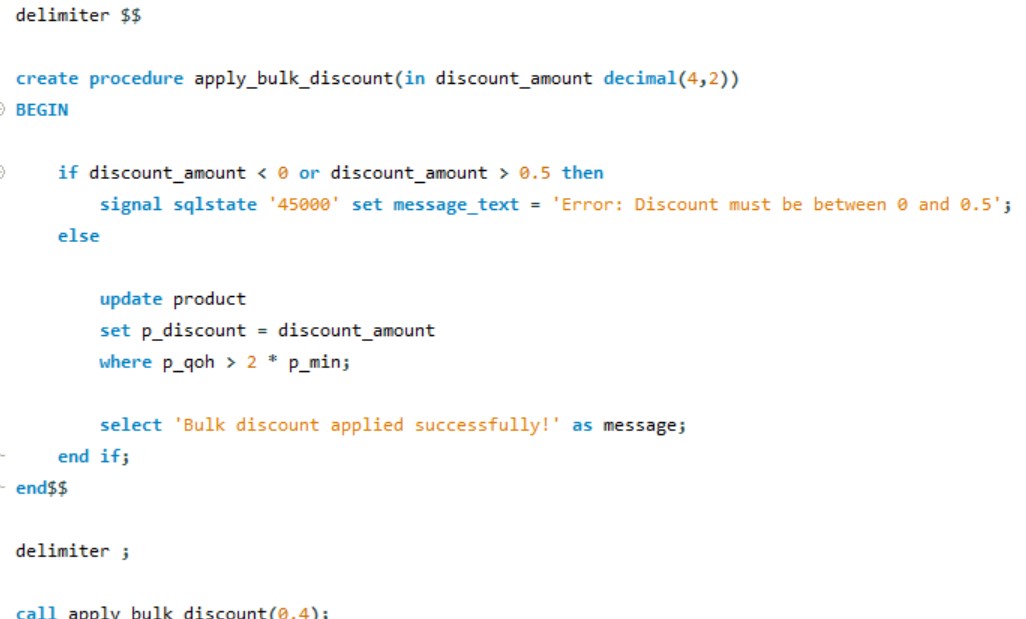 delimiter $$
create procedure apply_bulk_discount(in discount_amount decimal(4,2))
BEGIN
if discount_amount < 0 or discount_amount > 0.5 then
signal sqlstate '45000' set message_text = 'Error: Discount must be between 0 and 0.5';
else
update product
set p_discount = discount_amount
where p_qoh > 2 * p_min;
select 'Bulk discount applied successfully!' as message;
end if;
end$$
delimiter ;
call apply_bulk_discount(0.4);